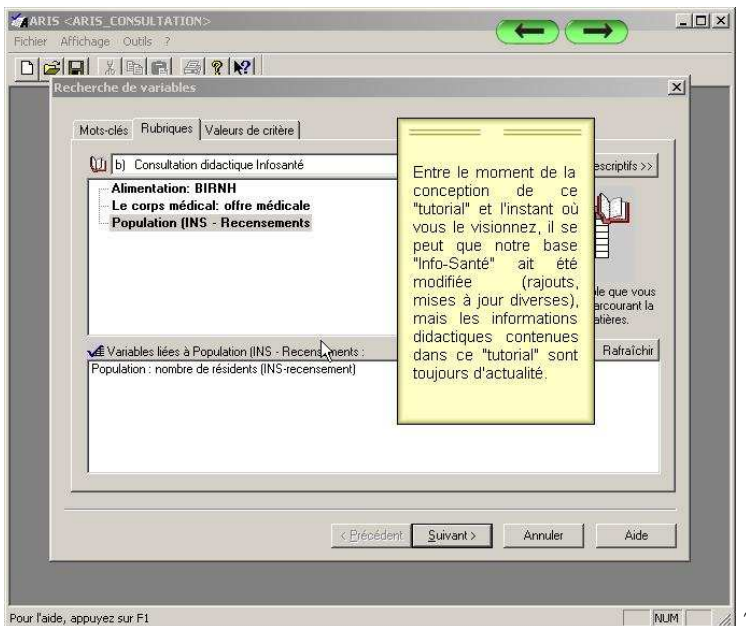 ARIS <ARIS_CONSULTATION>
Fichier Affichage Outils ?
Recherche de variables
Mots-clés Rubriques Valeurs de critère
b) Consultation didactique Infosanté
escriptifs >>
Alimentation: BIRNH
Le corps médical: offre médicale
Population (INS - Recensements
Entre le moment de la
conception de ce
"tutorial" et l'instant où
vous le visionnez, il se
peut que notre base
"Info-Santé" ait été
modifiée (rajouts,
mises à jour diverses),
mais les informations
didactiques contenues
dans ce "tutorial" sont
toujours d'actualité.
le que vous
arcourant la
atières.
Variables liées à Population (INS - Recensements :
Rafraîchir
Population : nombre de résidents (INS-recensement)
< Précédent Suivant > Annuler Aide
Pour l'aide, appuyez sur F1 NUM